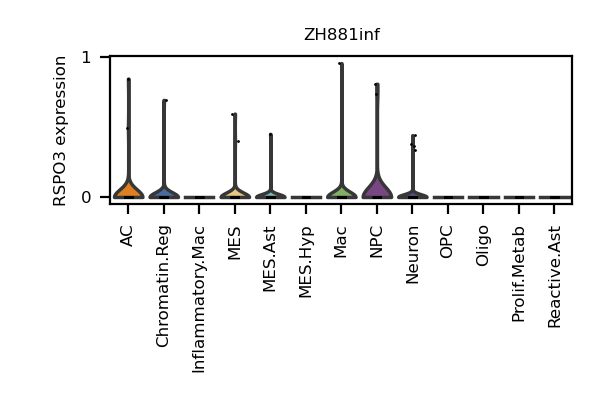 ZH881inf
RSPO3 expression
1
0
AC
Chromatin.Reg
Inflammatory.Mac
MES
MES.Ast
MES.Hyp
Mac
NPC
Neuron
OPC
Oligo
Prolif.Metab
Reactive.Ast